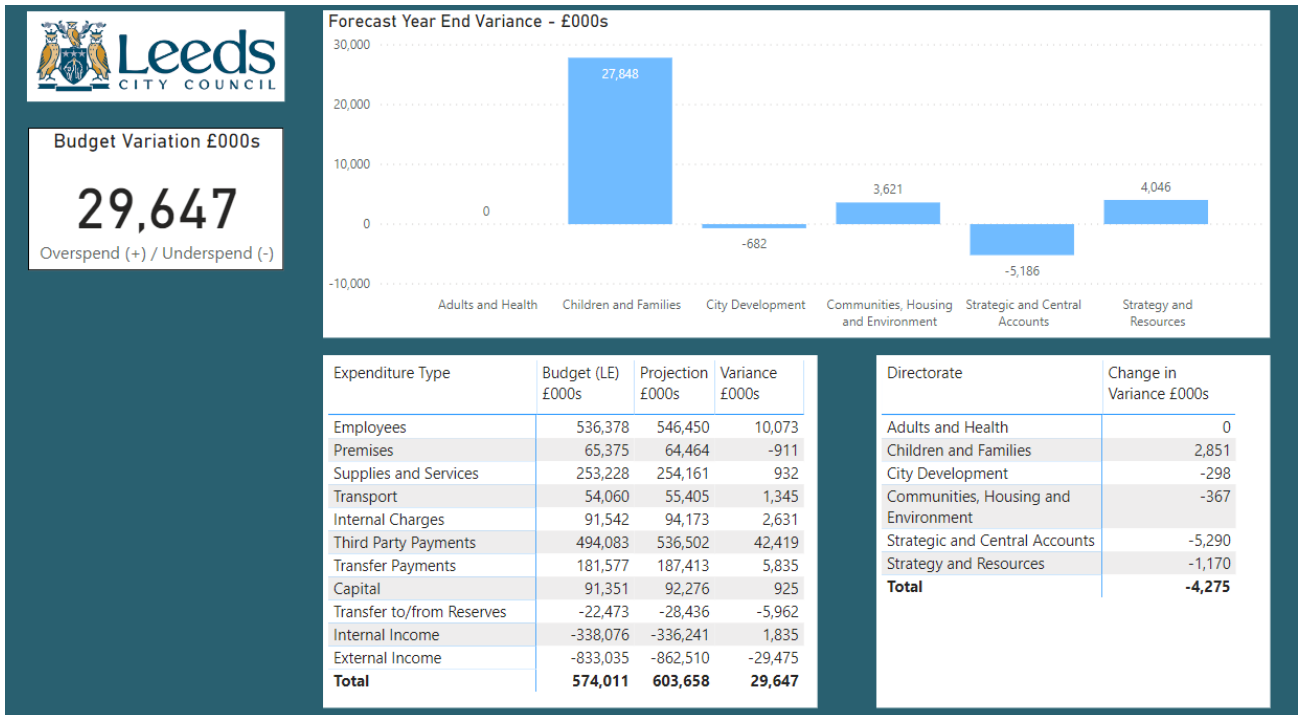 Leeds
CITY COUNCIL
Budget Variation £000s
29,647
Overspend (+) / Underspend (-)
Forecast Year End Variance - £000s
30,000
20,000
10,000
0
-10,000
0
27,848
-682
3,621
-5,186
4,046
Adults and Health
Children and Families
City Development
Communities, Housing
and Environment
Strategic and Central
Accounts
Strategy and
Resources
Expenditure Type Budget (LE) Projection Variance
£000s £000s £000s
Employees 536,378 546,450 10,073
Premises 65,375 64,464 -911
Supplies and Services 253,228 254,161 932
Transport 54,060 55,405 1,345
Internal Charges 91,542 94,173 2,631
Third Party Payments 494,083 536,502 42,419
Transfer Payments 181,577 187,413 5,835
Capital 91,351 92,276 925
Transfer to/from Reserves -22,473 -28,436 -5,962
Internal Income -338,076 -336,241 1,835
External Income -833,035 -862,510 -29,475
Total 574,011 603,658 29,647
Directorate Change in
Variance £000s
Adults and Health 0
Children and Families 2,851
City Development -298
Communities, Housing and -367
Environment
Strategic and Central Accounts -5,290
Strategy and Resources -1,170
Total -4,275